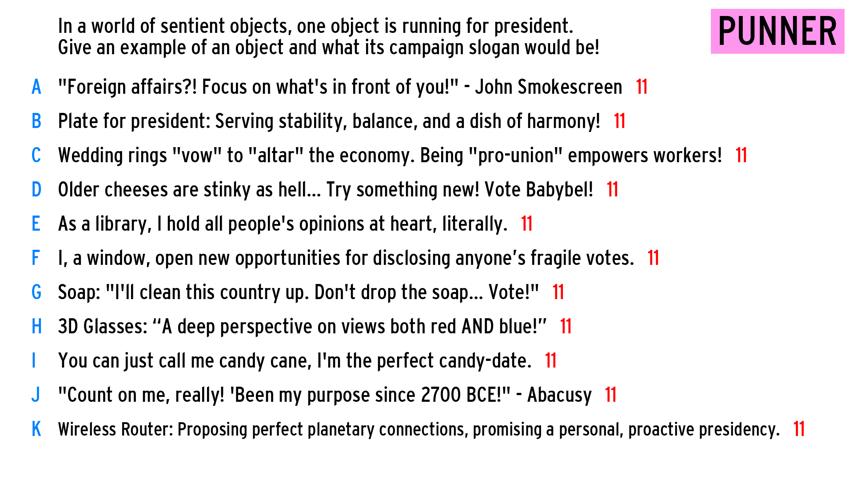 In a world of sentient objects, one object is running for president.
Give an example of an object and what its campaign slogan would be!
PUNNER
A "Foreign affairs?! Focus on what's in front of you!" - John Smokescreen 11
B Plate for president: Serving stability, balance, and a dish of harmony! 11
C Wedding rings "vow" to "altar" the economy. Being "pro-union" empowers workers! 11
D Older cheeses are stinky as hell... Try something new! Vote Babybel! 11
E As a library, I hold all people's opinions at heart, literally. 11
F I, a window, open new opportunities for disclosing anyone’s fragile votes. 11
G Soap: "I'll clean this country up. Don't drop the soap... Vote!" 11
H 3D Glasses: “A deep perspective on views both red AND blue!” 11
I You can just call me candy cane, I'm the perfect candy-date. 11
J "Count on me, really! 'Been my purpose since 2700 BCE!" - Abacusy 11
K Wireless Router: Proposing perfect planetary connections, promising a personal, proactive presidency. 11